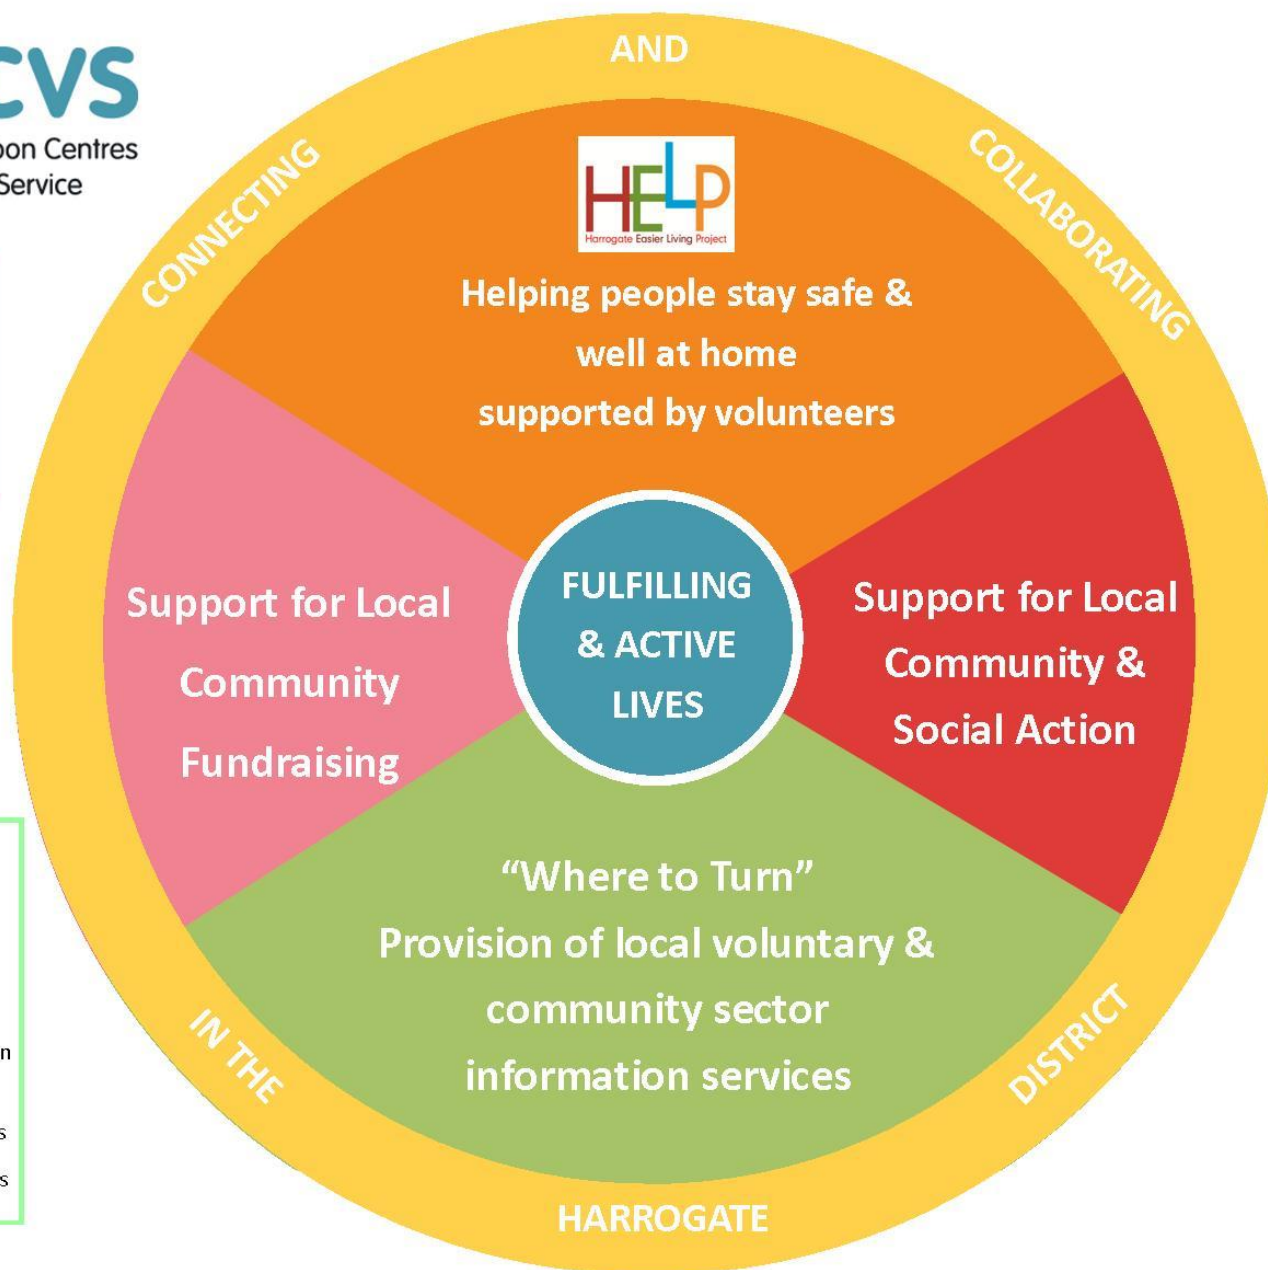 CVS
Centres
Service
CONNECTING
AND
COLLABORATING
HELP
Harrogate Easier Living Project
Helping people stay safe &
well at home
supported by volunteers
Support for Local
Community
Fundraising
FULFILLING
& ACTIVE
LIVES
Support for Local
Community &
Social Action
“Where to Turn”
Provision of local voluntary &
community sector
information services
IN THE
HARROGATE
DISTRICT